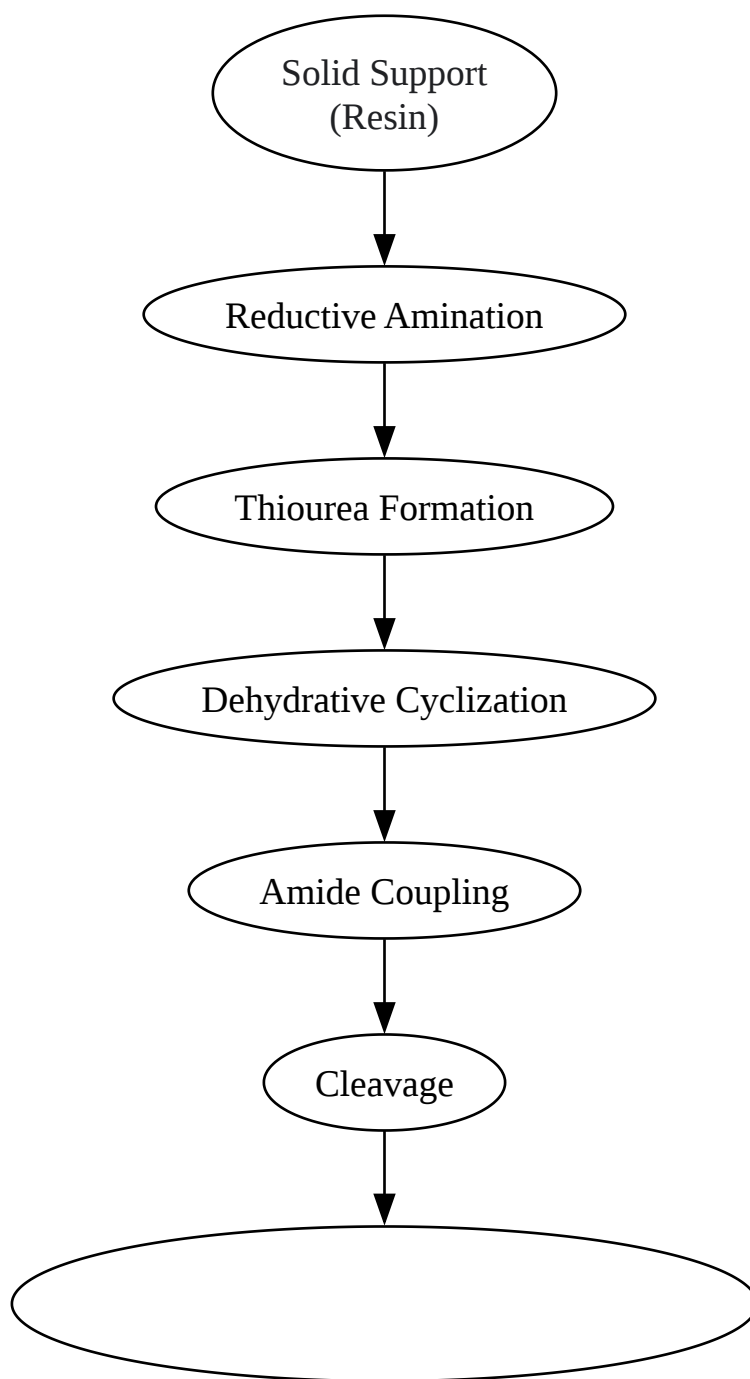 Solid Support
(Resin)
Reductive Amination
Thiourea Formation
Dehydrative Cyclization
Amide Coupling
Cleavage